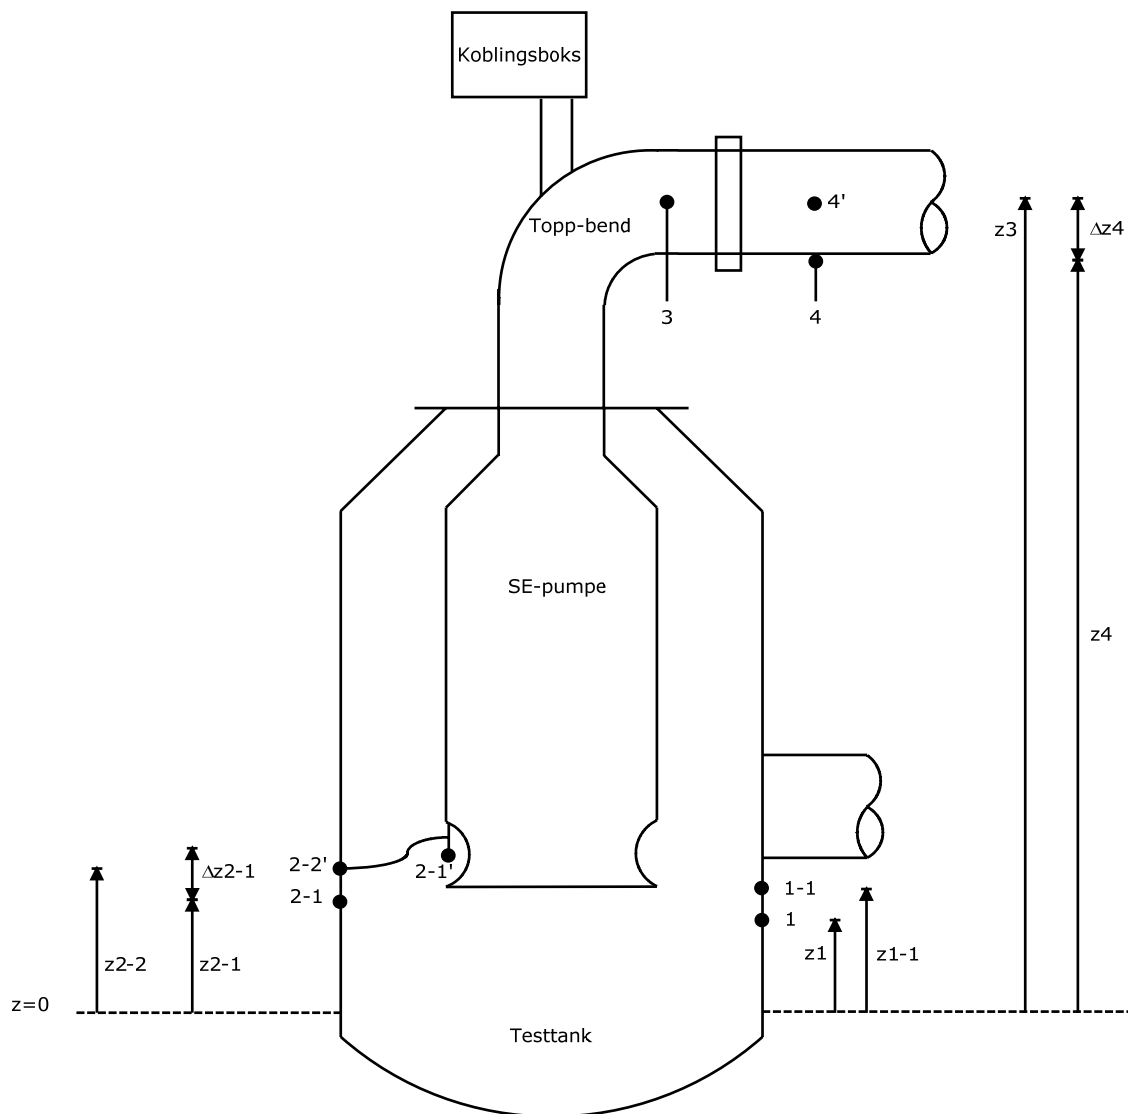 Koblingsboks
4'
Topp-bend
z3
Δz4
3
4
SE-pumpe
z4
2-2'
2-1'
Δz2-1
2-1
1-1
1
z2-2
z2-1
z1
z1-1
z=0
Testtank